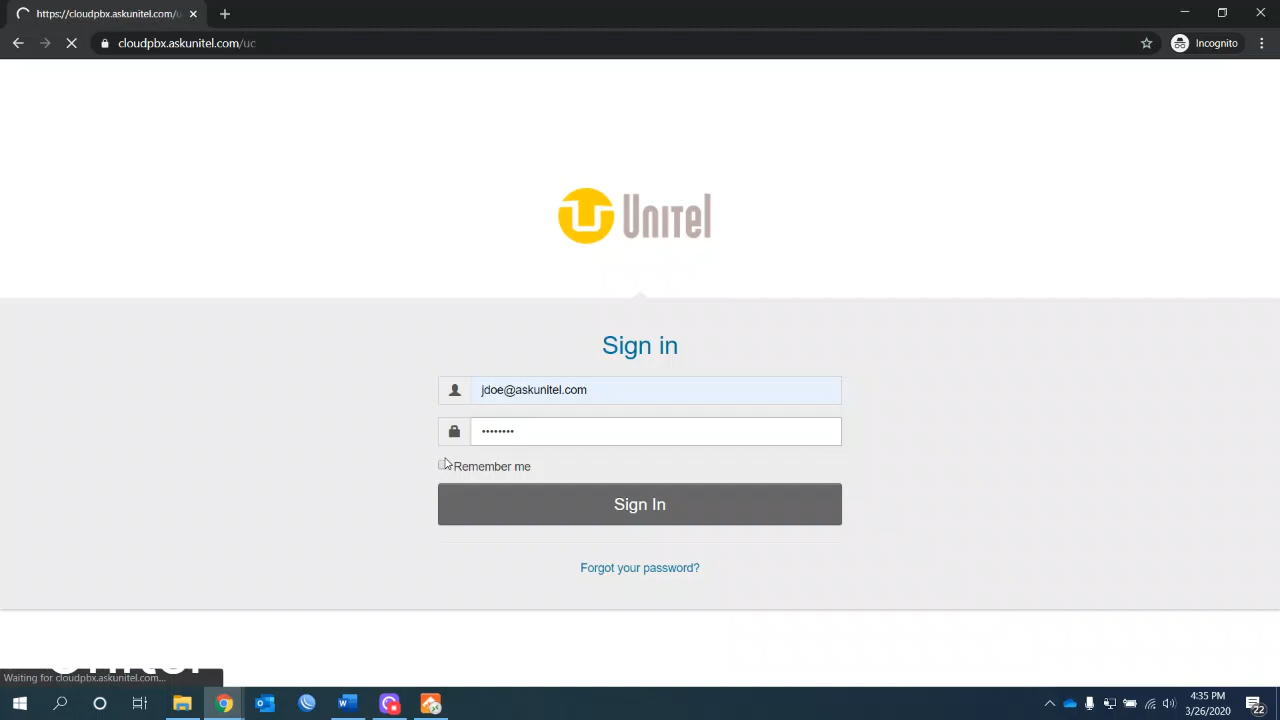 https://cloudpbx.askunitel.com/u
cloudpbx.askunitel.com/uc
Incognito
Unitel
Sign in
jdoe@askunitel.com
••••••••
Remember me
Sign In
Forgot your password?
Waiting for cloudpbx.askunitel.com...
4:35 PM
3/26/2020
22